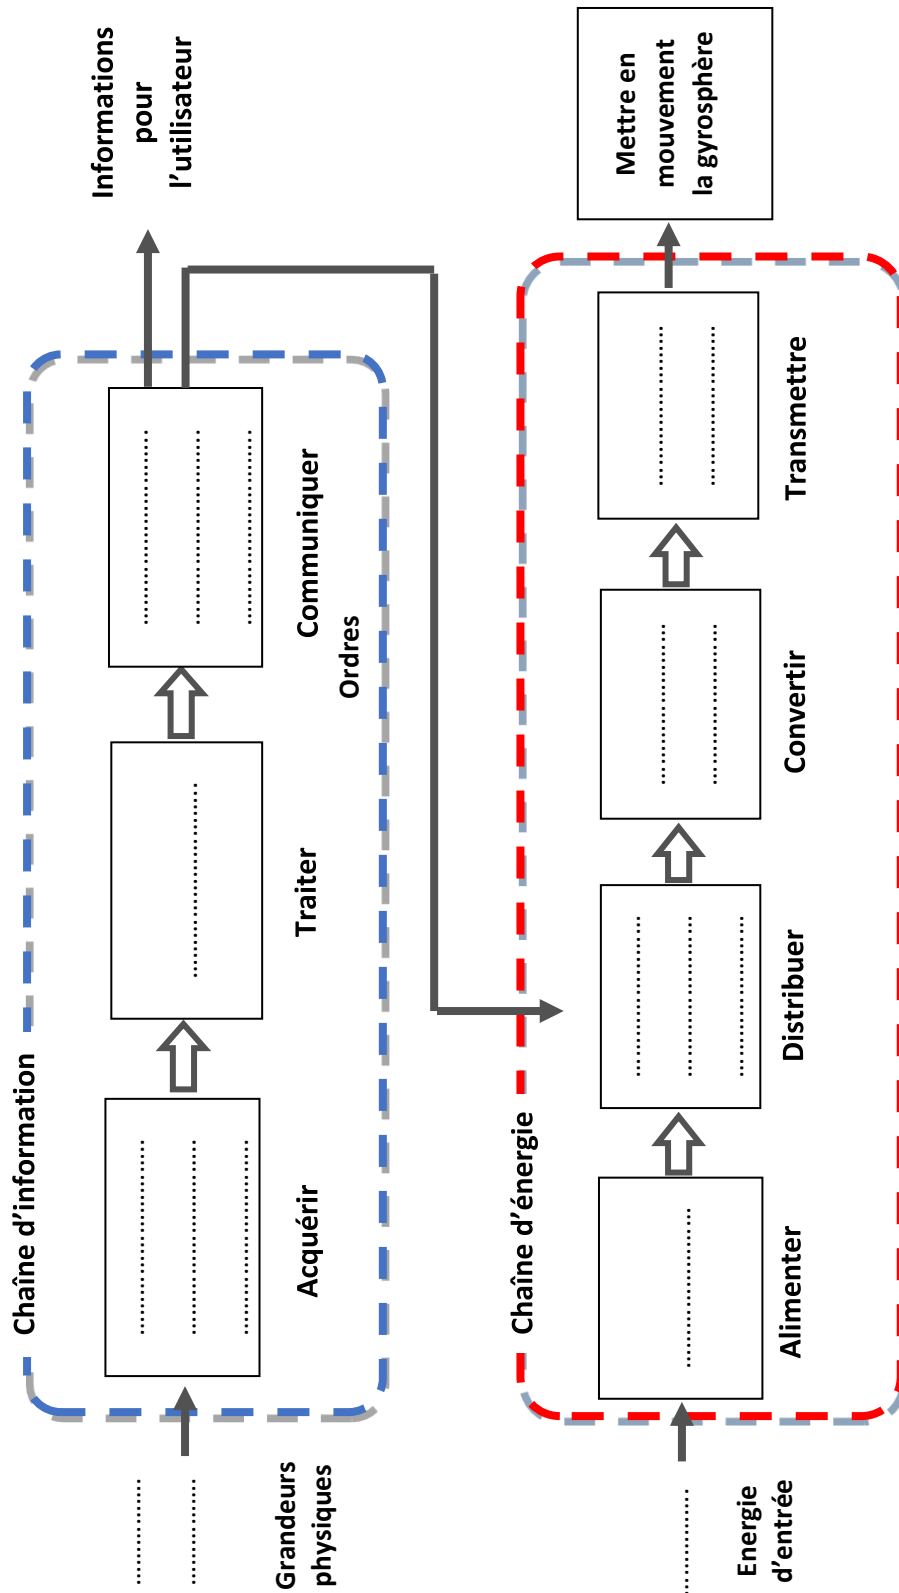 Chaîne d'information
Grandeurs
physiques
Acquérir
Traiter
Communiquer
Ordres
Informations
pour
l'utilisateur
Chaîne d'énergie
Energie
d'entrée
Alimenter
Distribuer
Convertir
Transmettre
Mettre en
mouvement
la gyrosphère